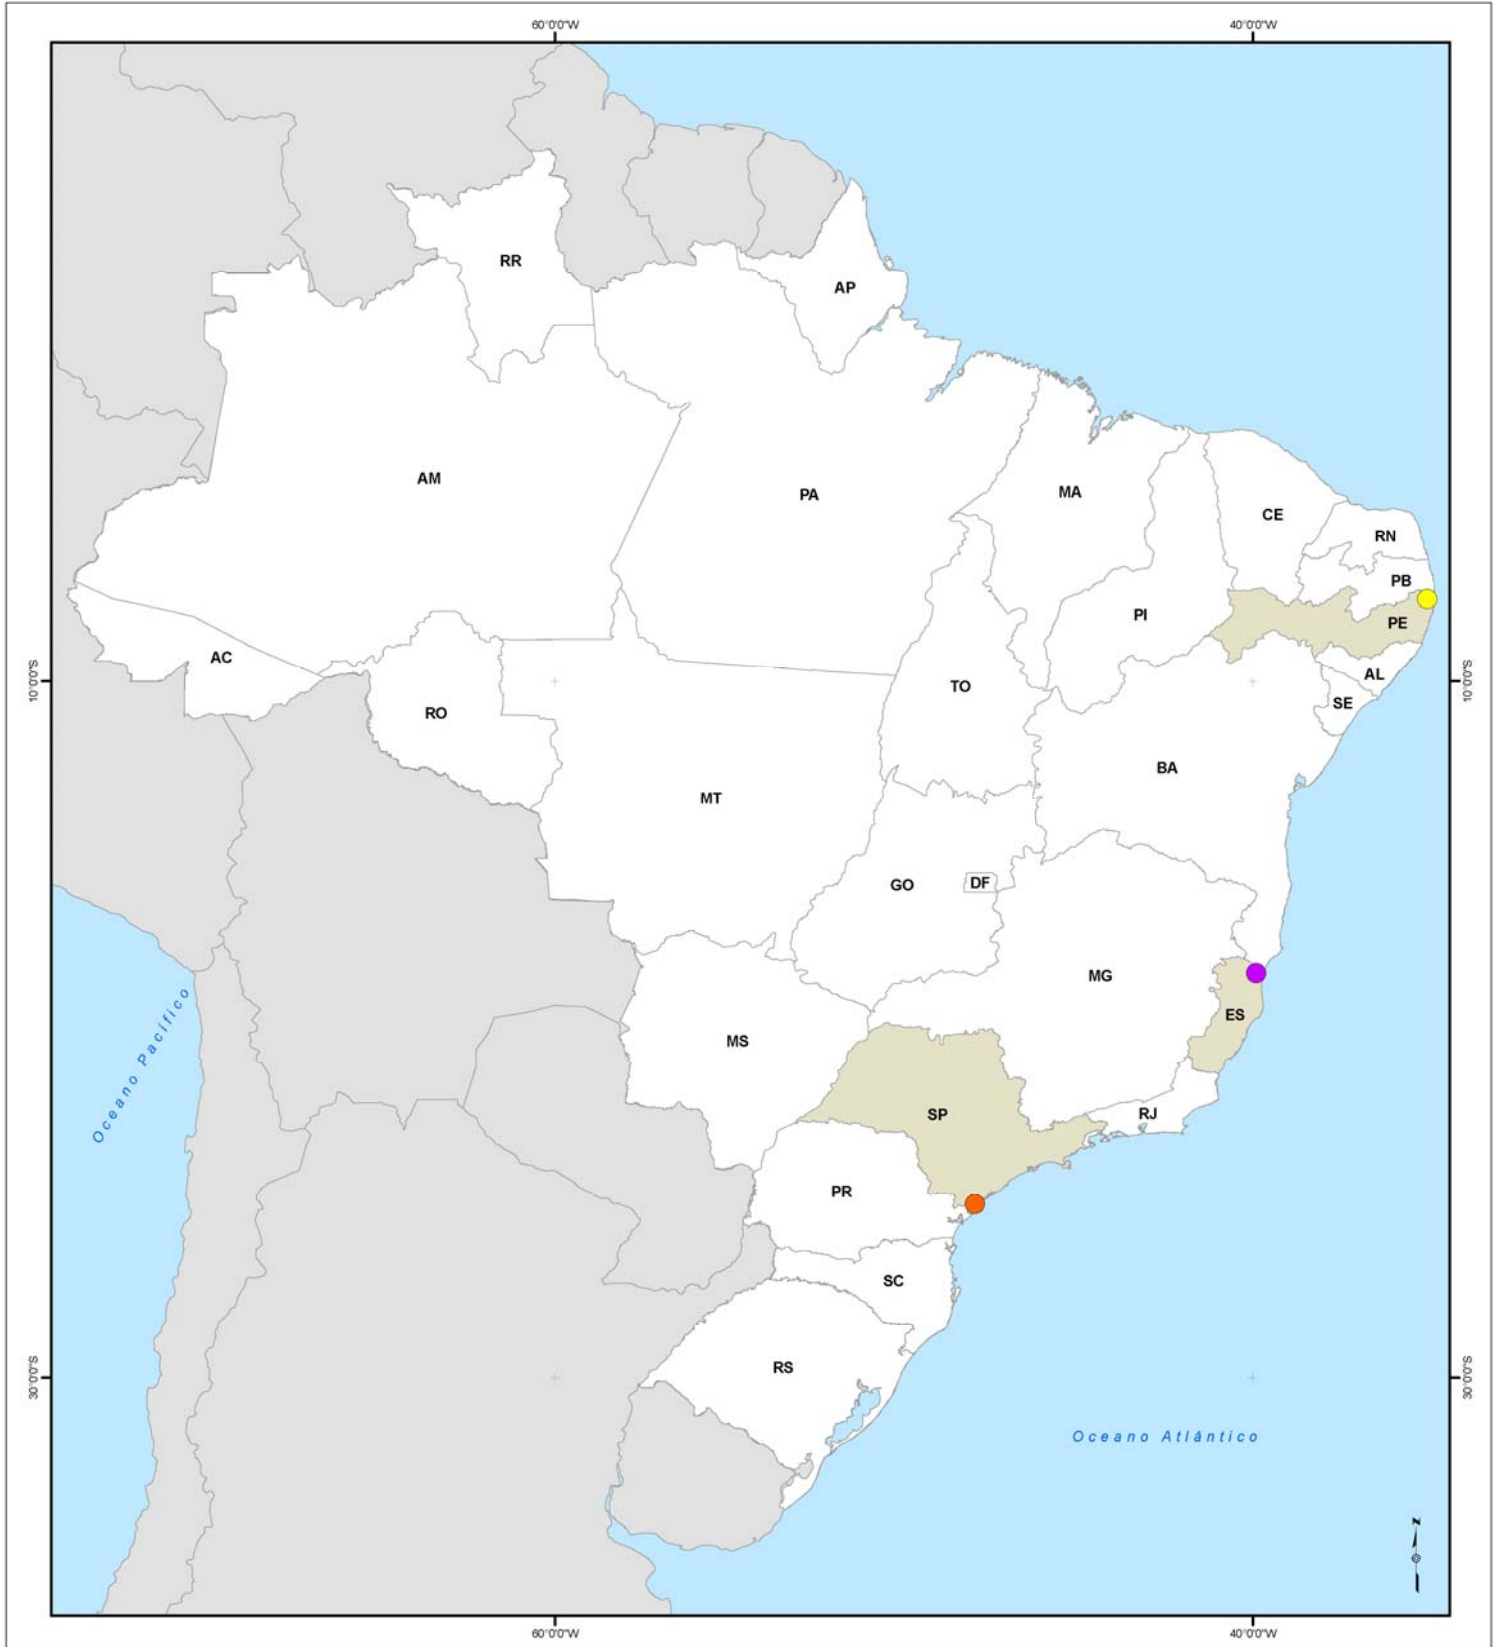 60°0'0"W
40°0'0"W
RR
AP
AM
PA
MA
CE
RN
PB
PI
PE
AC
AL
10°0'0"S
10°0'0"S
TO
SE
RO
BA
MT
GO
DF
MG
ES
MS
Oceano Pacífico
SP
RJ
PR
SC
RS
30°0'0"S
30°0'0"S
Oceano Atlântico
N
60°0'0"W
40°0'0"W